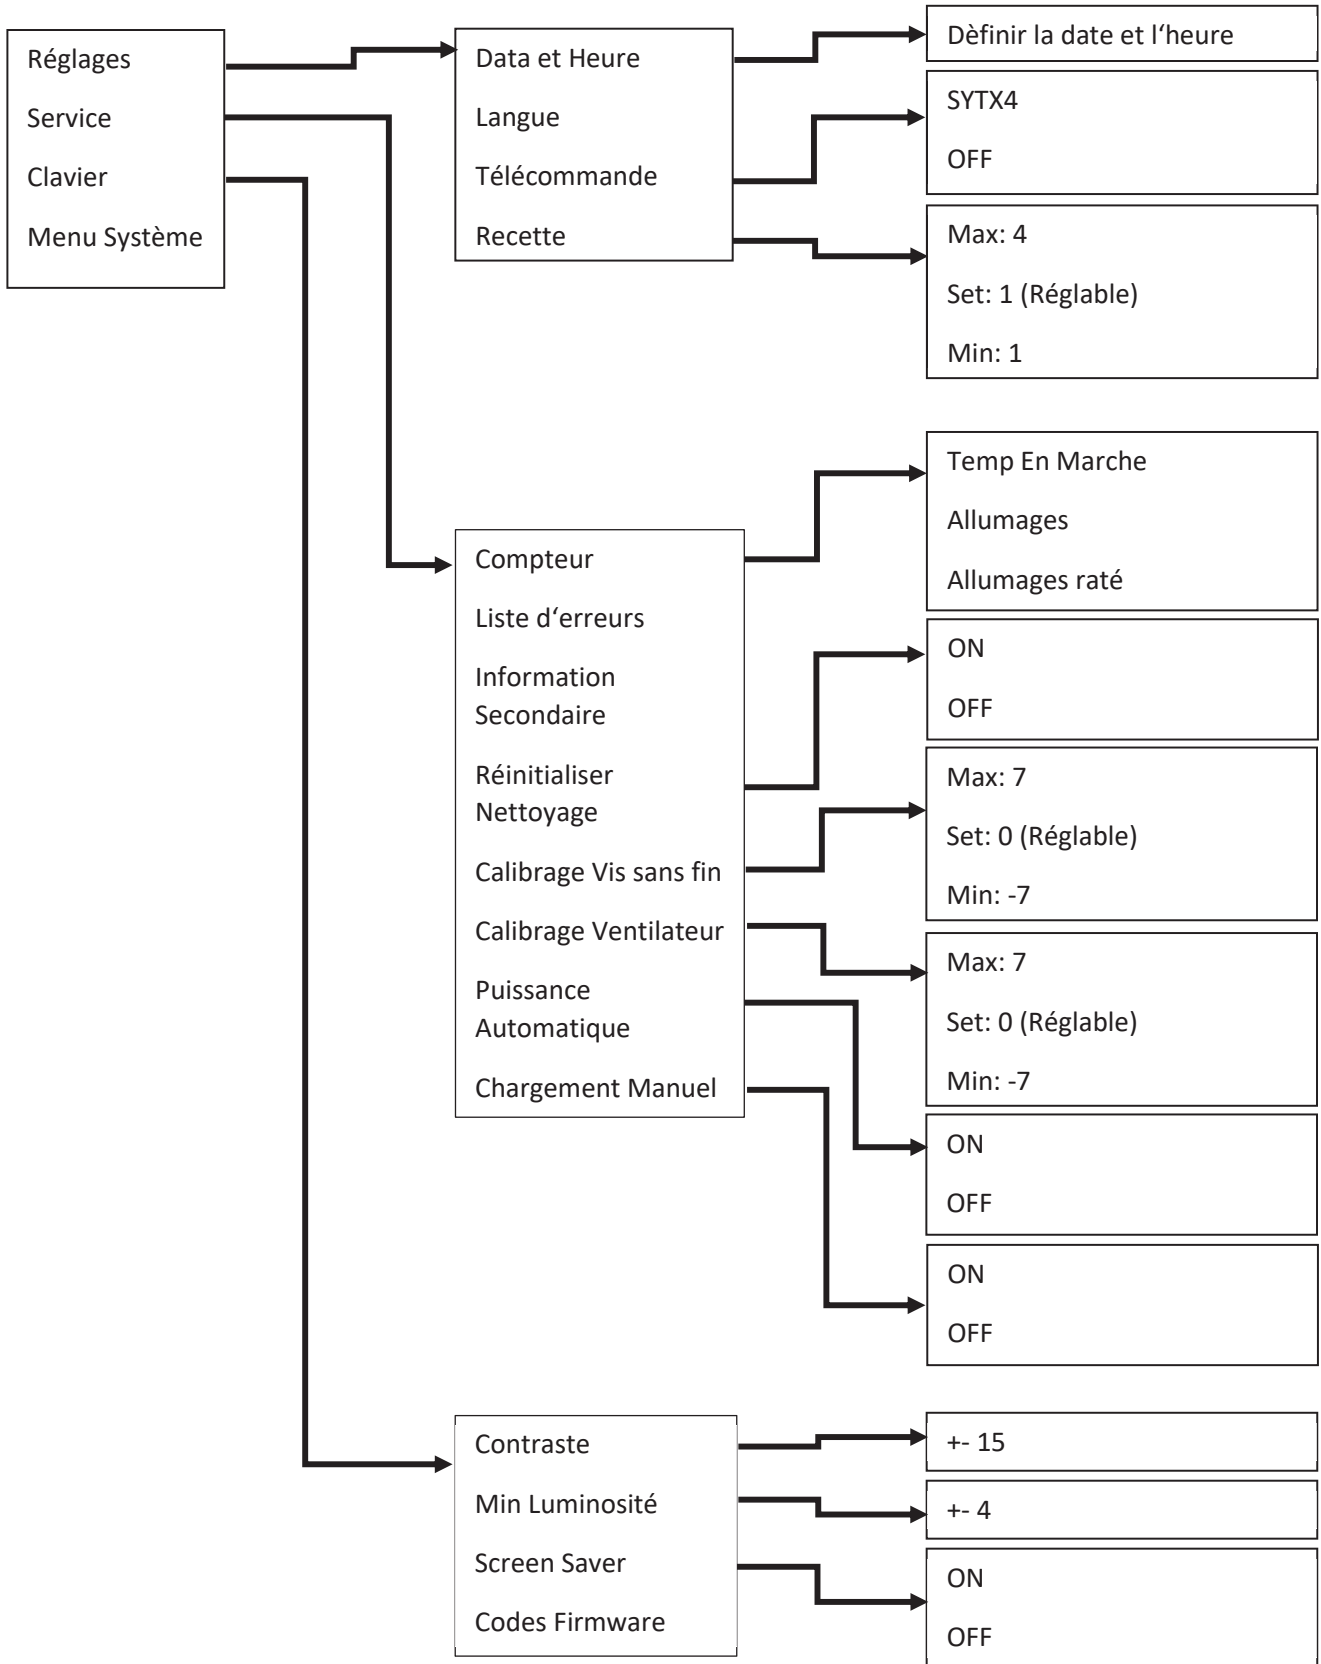 Réglages
Service
Clavier
Menu Système
Data et Heure
Langue
Télécommande
Recette
Dèfinir la date et l‘heure
SYTX4
OFF
Max: 4
Set: 1 (Réglable)
Min: 1
Compteur
Liste d‘erreurs
Information
Secondaire
Réinitialiser
Nettoyage
Calibrage Vis sans fin
Calibrage Ventilateur
Puissance
Automatique
Chargement Manuel
Temp En Marche
Allumages
Allumages raté
ON
OFF
Max: 7
Set: 0 (Réglable)
Min: -7
Max: 7
Set: 0 (Réglable)
Min: -7
ON
OFF
ON
OFF
Contraste
Min Luminosité
Screen Saver
Codes Firmware
+- 15
+- 4
ON
OFF